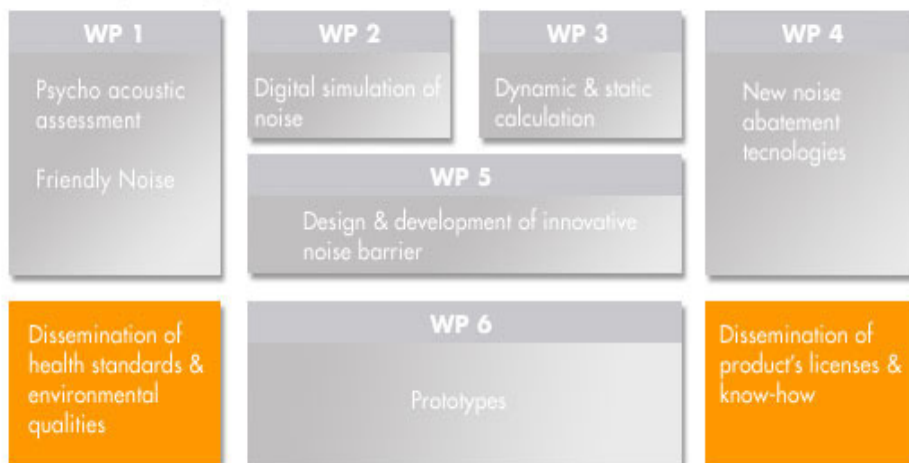 WP 1
Psycho acoustic
assessment
Friendly Noise
WP 2
Digital simulation of
noise
WP 3
Dynamic & static
calculation
WP 4
New noise
abatement
tecnologies
WP 5
Design & development of innovative
noise barrier
Dissemination of
health standards &
environmental
qualities
WP 6
Prototypes
Dissemination of
product's licenses &
know-how